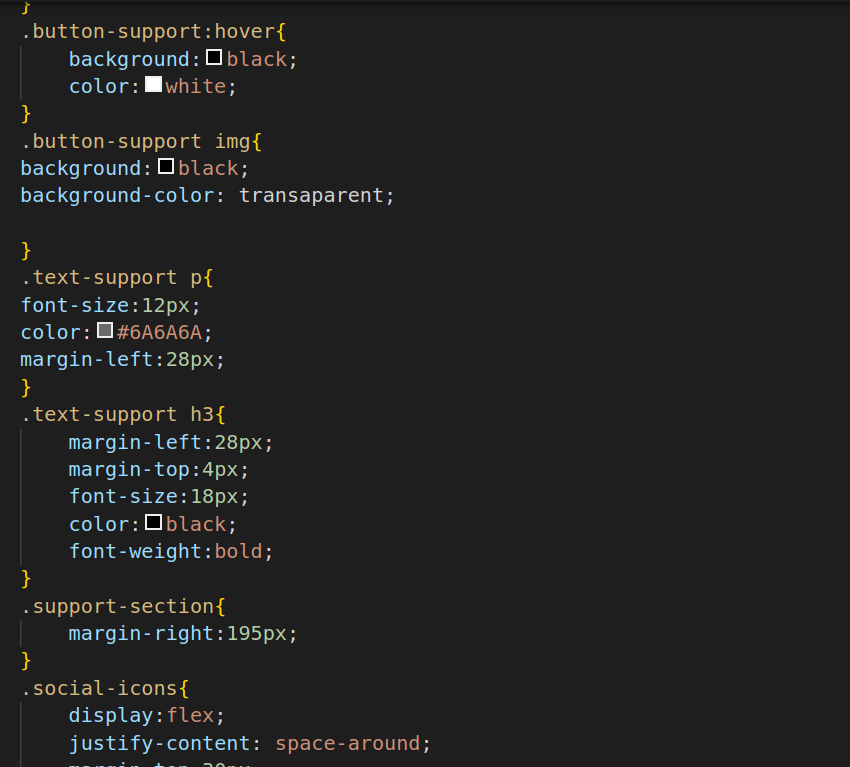 }
.button-support:hover{
    background:black;
    color:white;
}
.button-support img{
background:black;
background-color: transaparent;

}
.text-support p{
font-size:12px;
color:#6A6A6A;
margin-left:28px;
}
.text-support h3{
    margin-left:28px;
    margin-top:4px;
    font-size:18px;
    color:black;
    font-weight:bold;
}
.support-section{
    margin-right:195px;
}
.social-icons{
    display:flex;
    justify-content: space-around;